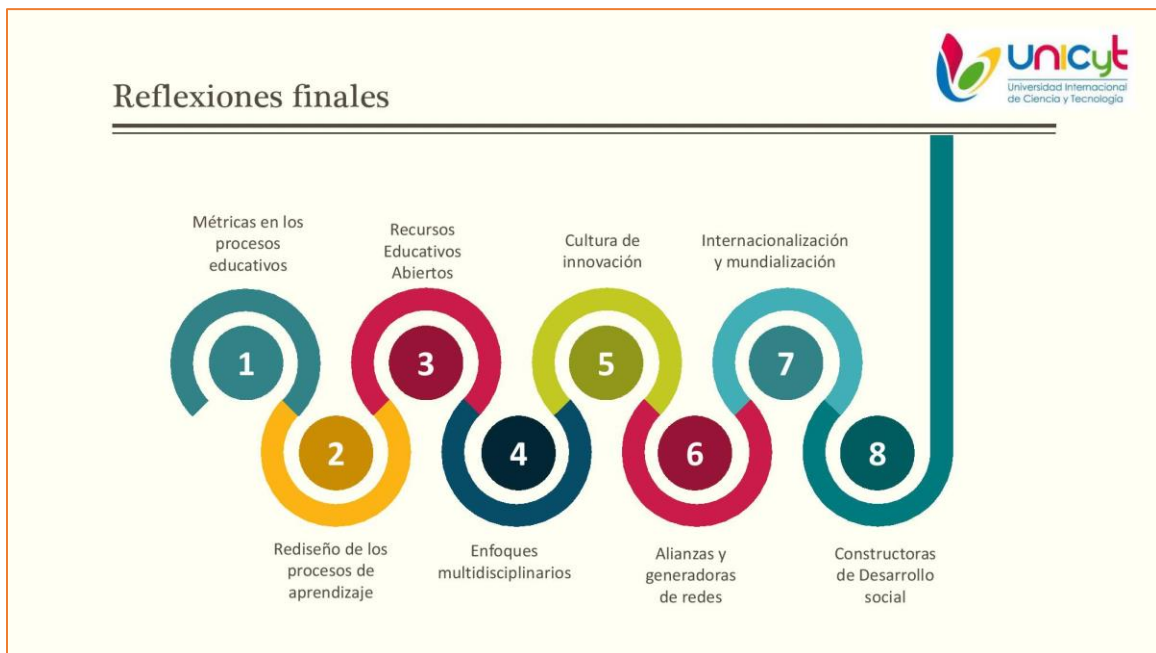 Reflexiones finales
unicyt
Universidad Internacional
de Ciencia y Tecnología
Métricas en los
procesos
educativos
Recursos
Educativos
Abiertos
Cultura de
innovación
Internacionalización
y mundialización
1
3
5
7
2
4
6
8
Rediseño de los
procesos de
aprendizaje
Enfoques
multidisciplinarios
Alianzas y
generadoras
de redes
Constructoras
de Desarrollo
social